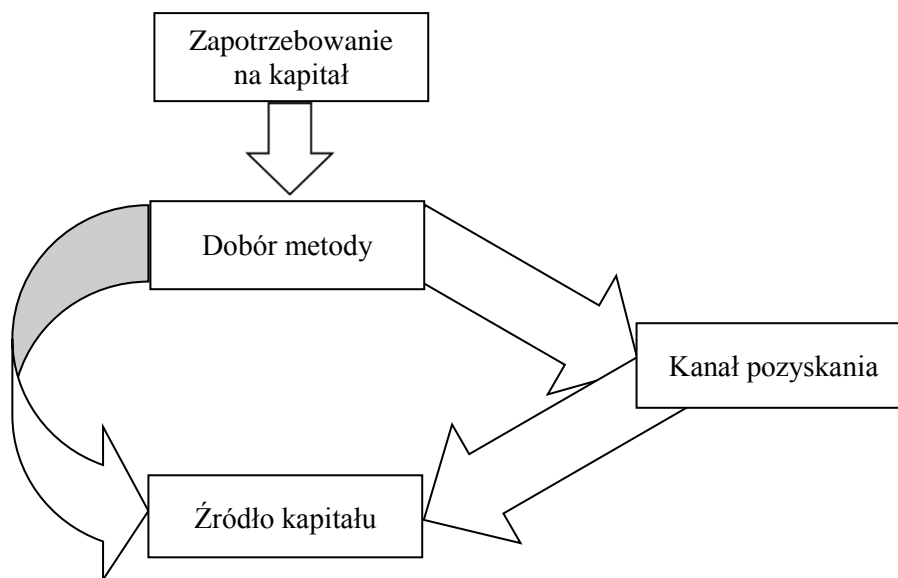 Zapotrzebowanie
na kapitał
Dobór metody
Kanał pozyskania
Źródło kapitału